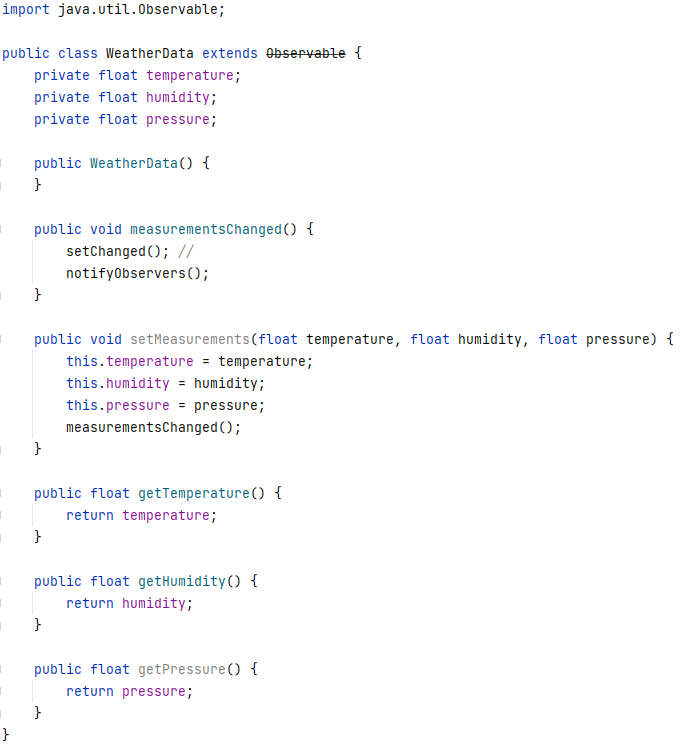 import java.util.Observable;
public class WeatherData extends Observable {
private float temperature;
private float humidity;
private float pressure;
public WeatherData() {
}
public void measurementsChanged() {
setChanged(); //
notifyObservers();
}
public void setMeasurements(float temperature, float humidity, float pressure) {
this.temperature = temperature;
this.humidity = humidity;
this.pressure = pressure;
measurementsChanged();
}
public float getTemperature() {
return temperature;
}
public float getHumidity() {
return humidity;
}
public float getPressure() {
return pressure;
}
}